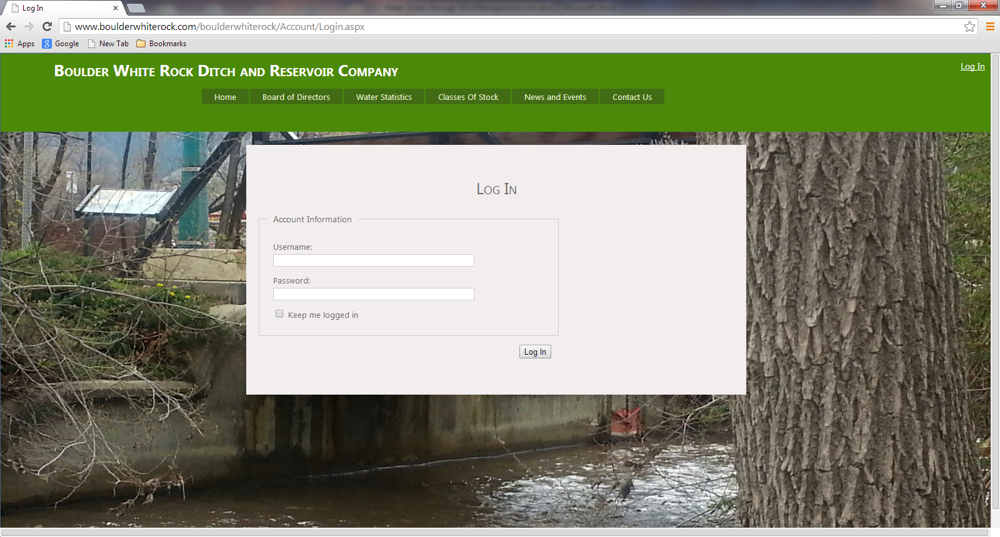 Log In
www.boulderwhiterock.com/boulderwhiterock/Account/Login.aspx
Apps Google New Tab Bookmarks
Boulder White Rock Ditch and Reservoir Company
Log In
Home Board of Directors Water Statistics Classes Of Stock News and Events Contact Us
Log In
Account Information
Username:
Password:
Keep me logged in
Log In